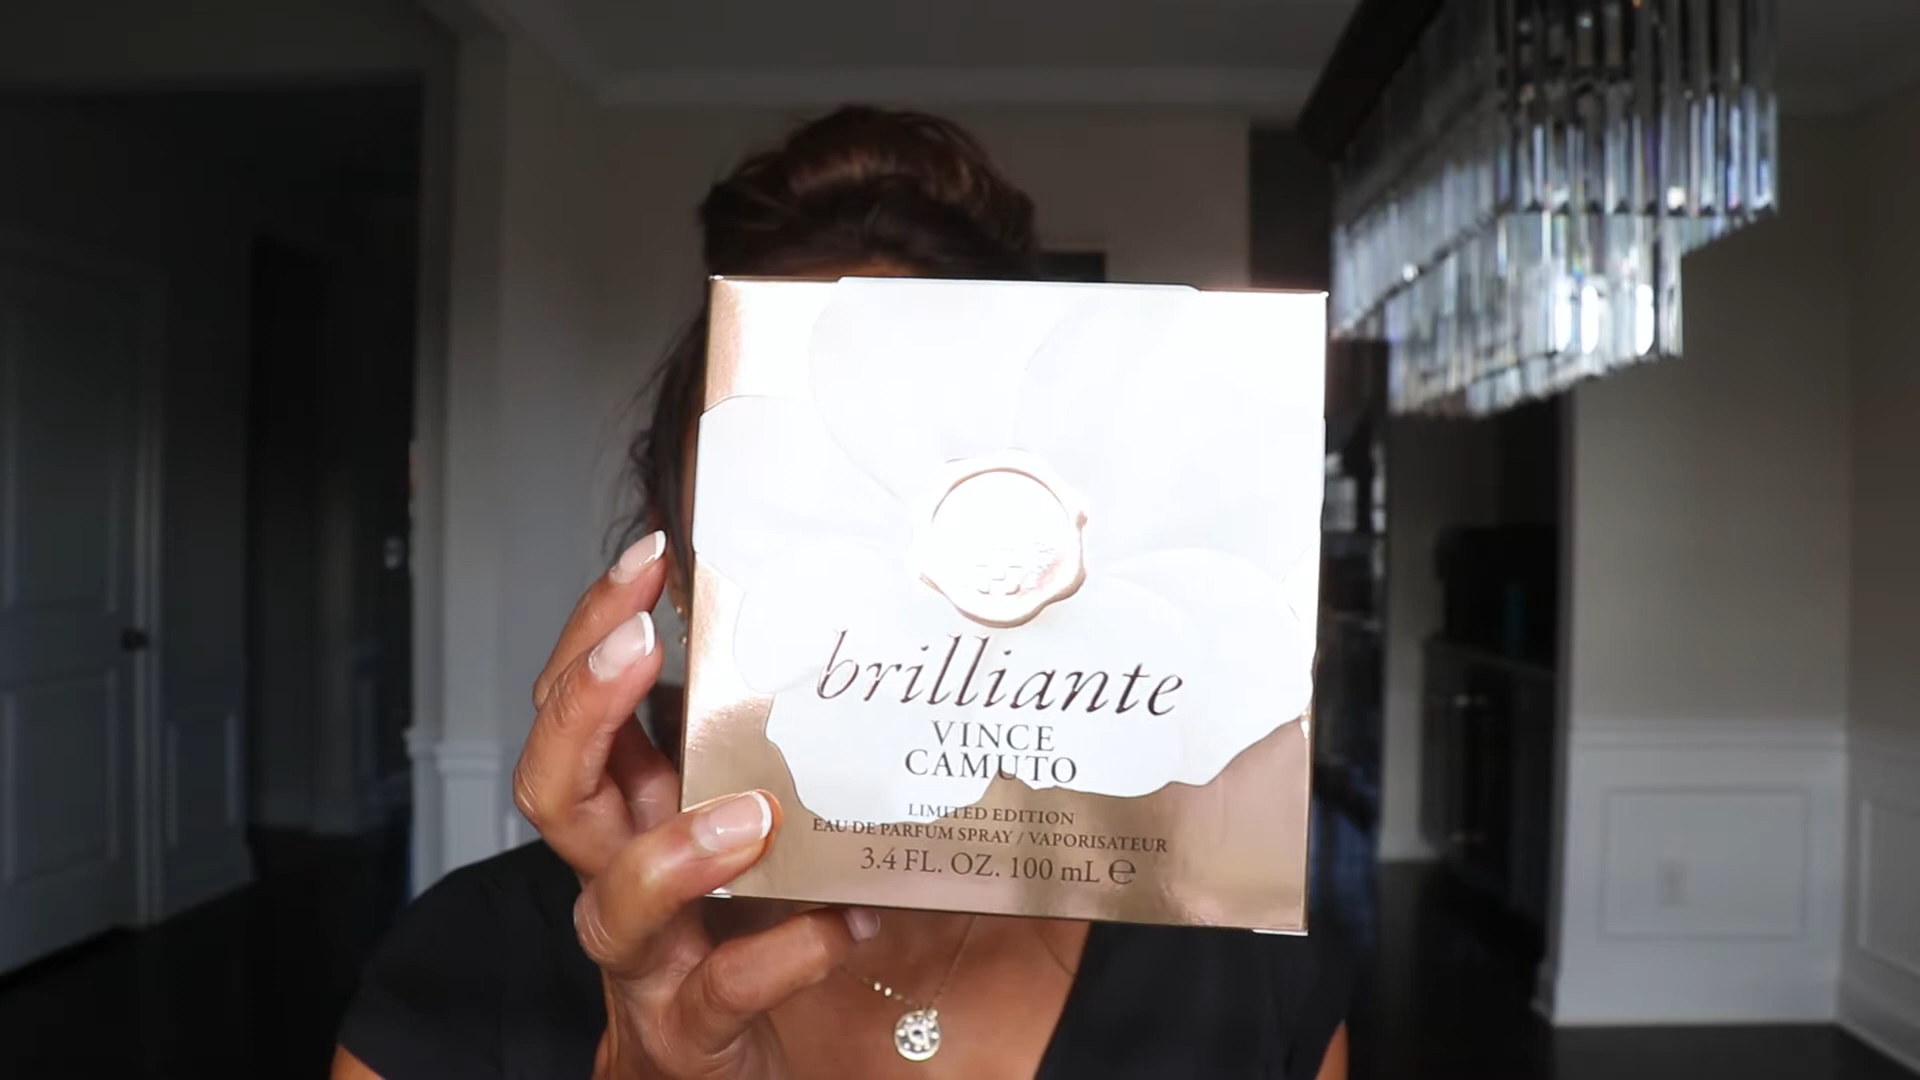 brilliante
VINCE
CAMUTO
LIMITED EDITION
EAU DE PARFUM SPRAY / VAPORISATEUR
3.4 FL. OZ. 100 mL ℮